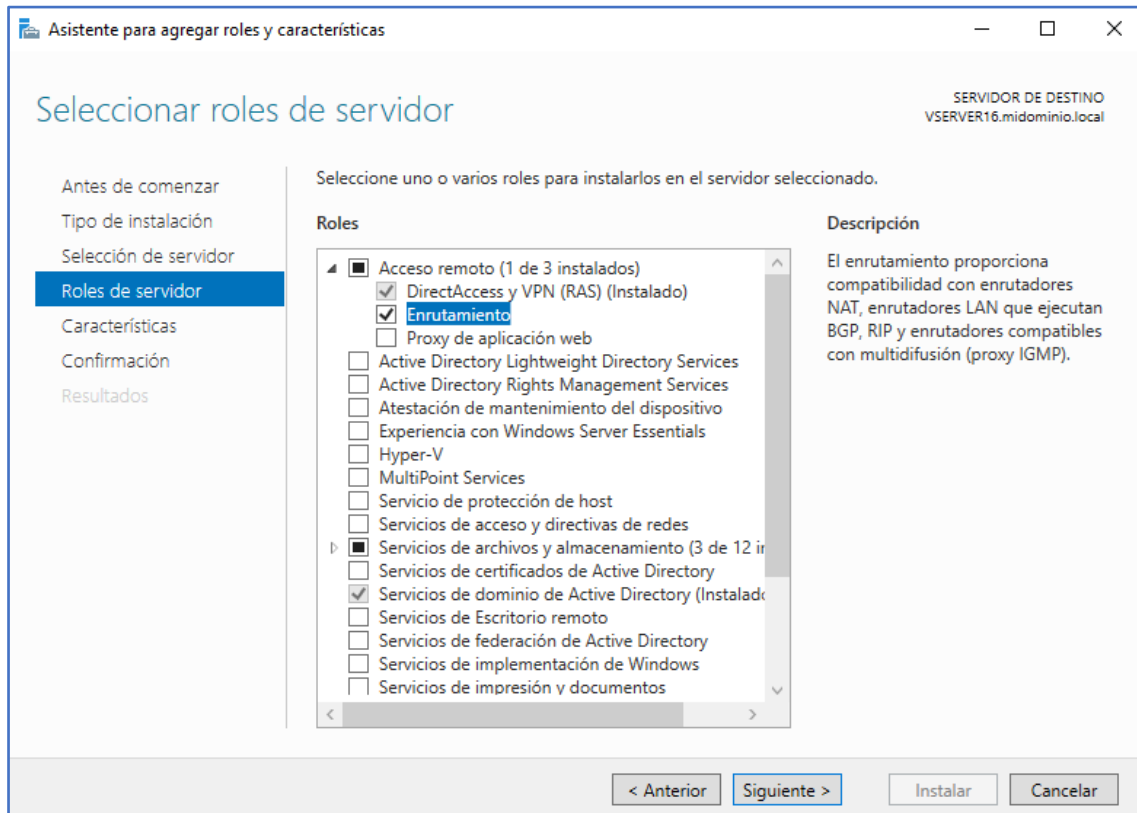 Asistente para agregar roles y características
Seleccionar roles de servidor
SERVIDOR DE DESTINO
VSERVER16.midominio.local
Antes de comenzar
Tipo de instalación
Selección de servidor
Roles de servidor
Características
Confirmación
Resultados
Seleccione uno o varios roles para instalarlos en el servidor seleccionado.
Roles
Acceso remoto (1 de 3 instalados)
DirectAccess y VPN (RAS) (Instalado)
Enrutamiento
Proxy de aplicación web
Active Directory Lightweight Directory Services
Active Directory Rights Management Services
Atestación de mantenimiento del dispositivo
Experiencia con Windows Server Essentials
Hyper-V
MultiPoint Services
Servicio de protección de host
Servicios de acceso y directivas de redes
Servicios de archivos y almacenamiento (3 de 12 in
Servicios de certificados de Active Directory
Servicios de dominio de Active Directory (Instalado
Servicios de Escritorio remoto
Servicios de federación de Active Directory
Servicios de implementación de Windows
Servicios de impresión y documentos
Descripción
El enrutamiento proporciona
compatibilidad con enrutadores
NAT, enrutadores LAN que ejecutan
BGP, RIP y enrutadores compatibles
con multidifusión (proxy IGMP).
< Anterior
Siguiente >
Instalar
Cancelar